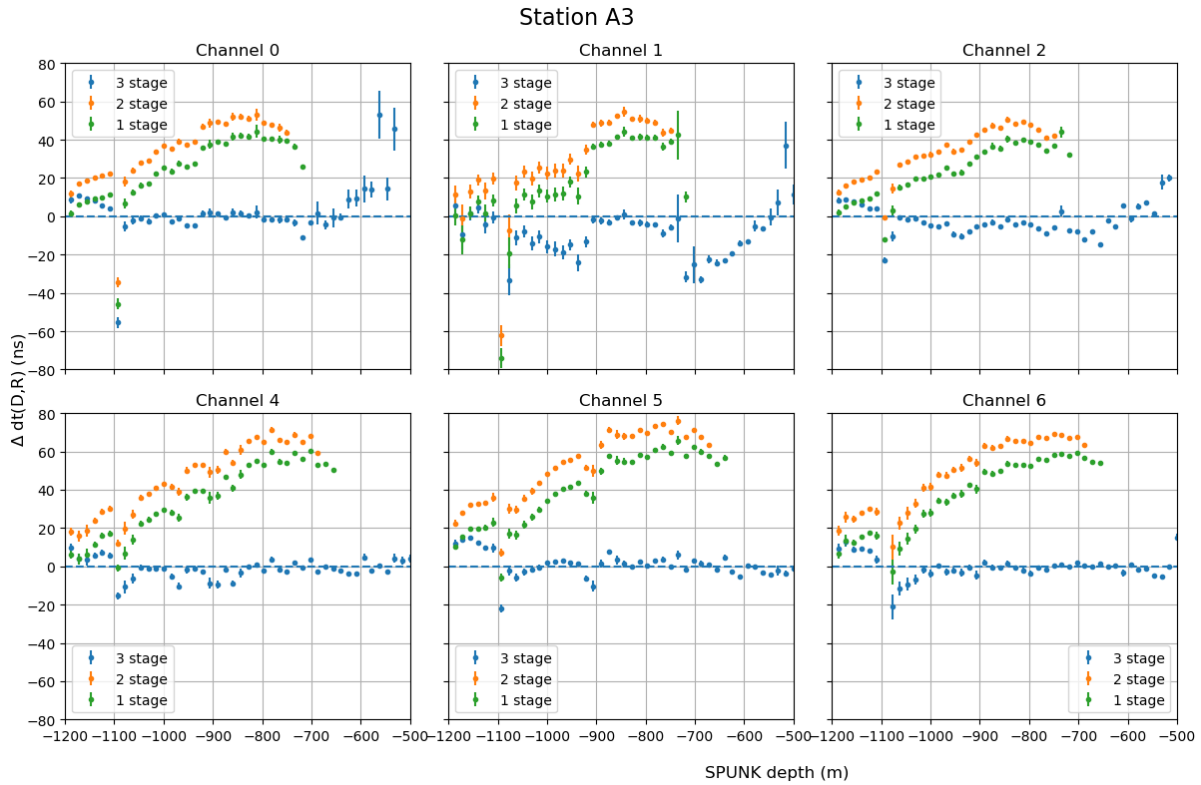 Station A3
Channel 0
Channel 1
Channel 2
80
60
40
20
0
−20
−40
−60
−80
3 stage
2 stage
1 stage
3 stage
2 stage
1 stage
3 stage
2 stage
1 stage
Δ dt(D,R) (ns)
Channel 4
Channel 5
Channel 6
80
60
40
20
0
−20
−40
−60
−80
3 stage
2 stage
1 stage
3 stage
2 stage
1 stage
3 stage
2 stage
1 stage
−1200 −1100 −1000 −900 −800 −700 −600 −500
−1200 −1100 −1000 −900 −800 −700 −600 −500
−1200 −1100 −1000 −900 −800 −700 −600 −500
SPUNK depth (m)